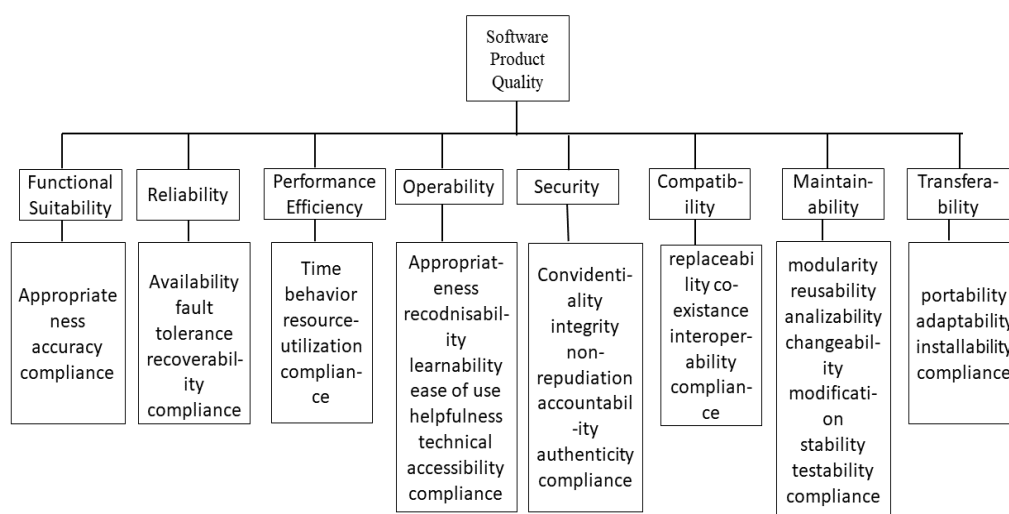 Software
Product
Quality
Functional
Suitability
Reliability
Performance
Efficiency
Operability
Security
Compatib-
ility
Maintain-
ability
Transfera-
bility
Appropriate
ness
accuracy
compliance
Availability
fault
tolerance
recoverabil-
ity
compliance
Time
behavior
resource-
utilization
complian-
ce
Appropriat-
eness
recodnisabil-
ity
learnability
ease of use
helpfulness
technical
accessibility
compliance
Convidenti-
ality
integrity
non-
repudiation
accountabil
-ity
authenticity
compliance
replaceabi
lity co-
existance
interoper-
ability
complian-
ce
modularity
reusability
analizability
changeabil-
ity
modificati-
on
stability
testability
compliance
portability
adaptability
installability
compliance